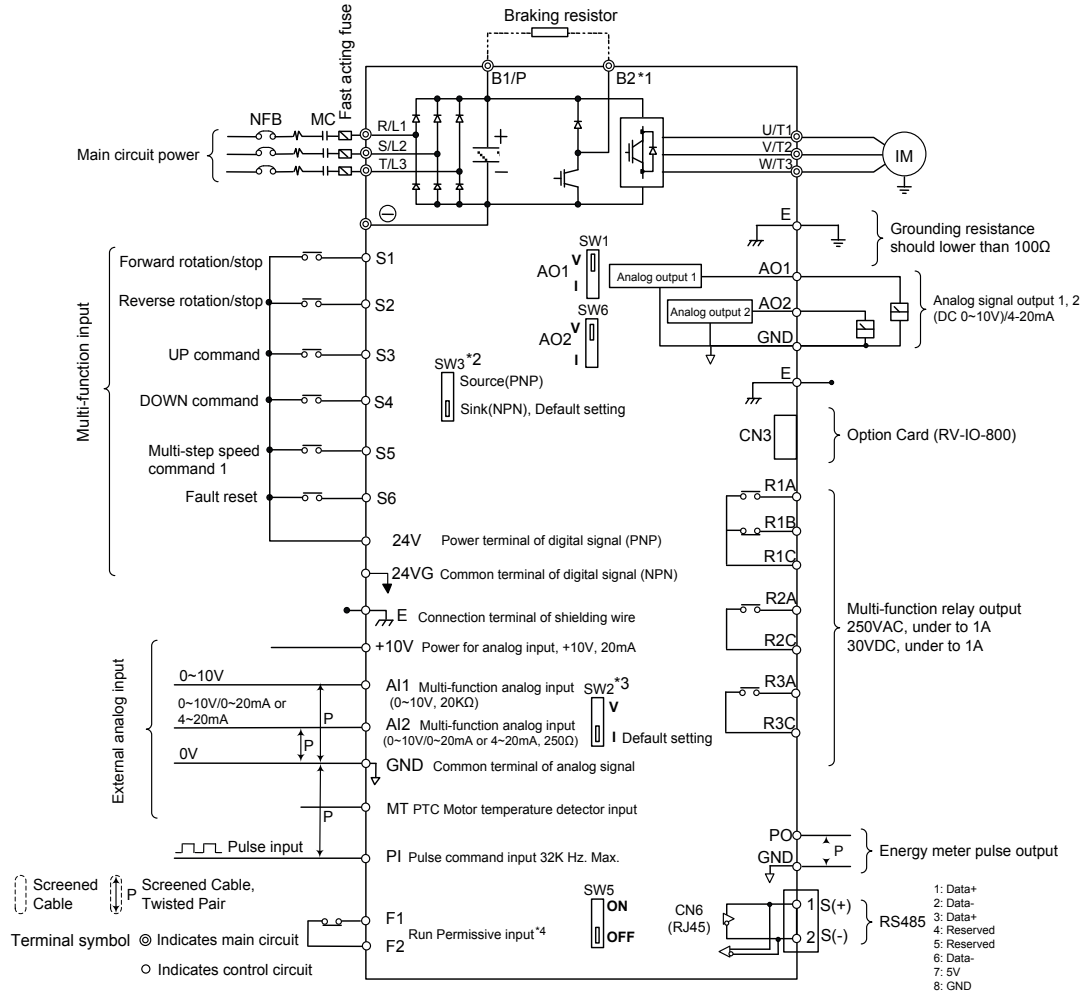 Braking resistor
Fast acting fuse
B1/P
B2*1
NFB
MC
R/L1
S/L2
T/L3
Main circuit power
+
−
⊖
U/T1
V/T2
W/T3
IM
E
Grounding resistance
should lower than 100Ω
Multi-function input
Forward rotation/stop
S1
Reverse rotation/stop
S2
UP command
S3
DOWN command
S4
Multi-step speed
command 1
S5
Fault reset
S6
24V
Power terminal of digital signal (PNP)
24VG
Common terminal of digital signal (NPN)
E
Connection terminal of shielding wire
SW1
AO1
V
I
SW6
AO2
V
I
SW3*2
Source(PNP)
Sink(NPN), Default setting
Analog output 1
AO1
Analog output 2
AO2
GND
Analog signal output 1, 2
(DC 0~10V)/4-20mA
E
CN3
Option Card (RV-IO-800)
R1A
R1B
R1C
R2A
R2C
R3A
R3C
Multi-function relay output
250VAC, under to 1A
30VDC, under to 1A
External analog input
+10V
Power for analog input, +10V, 20mA
0~10V
AI1
Multi-function analog input
(0~10V, 20KΩ)
0~10V/0~20mA or
4~20mA
P
AI2
Multi-function analog input
(0~10V/0~20mA or 4~20mA, 250Ω)
SW2*3
V
I
Default setting
P
0V
GND
Common terminal of analog signal
MT
PTC Motor temperature detector input
P
Pulse input
PI
Pulse command input 32K Hz. Max.
PO
GND
P
Energy meter pulse output
Screened
Cable
P
Screened Cable,
Twisted Pair
Terminal symbol
Indicates main circuit
Indicates control circuit
F1
F2
Run Permissive input*4
SW5
ON
OFF
CN6
(RJ45)
1
S(+)
2
S(-)
RS485
1: Data+
2: Data-
3: Data+
4: Reserved
5: Reserved
6: Data-
7: 5V
8: GND